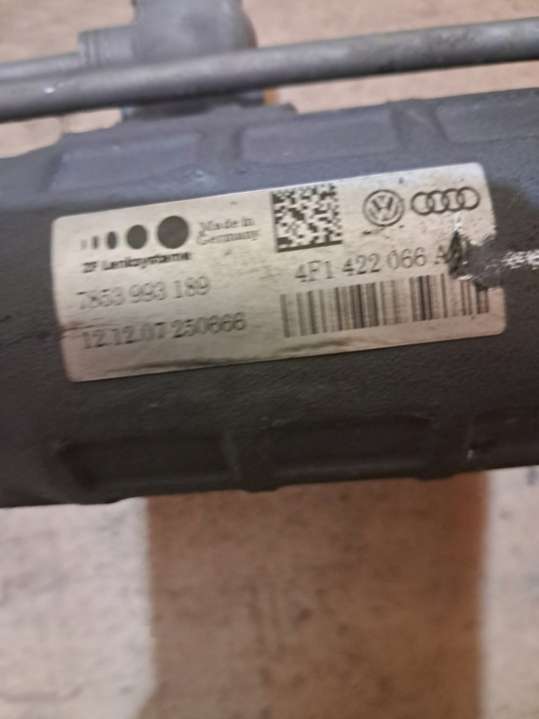 ZF Lenksysteme
Made in
Germany
7853 993 189
12.12.07 250666
4F1 422 066